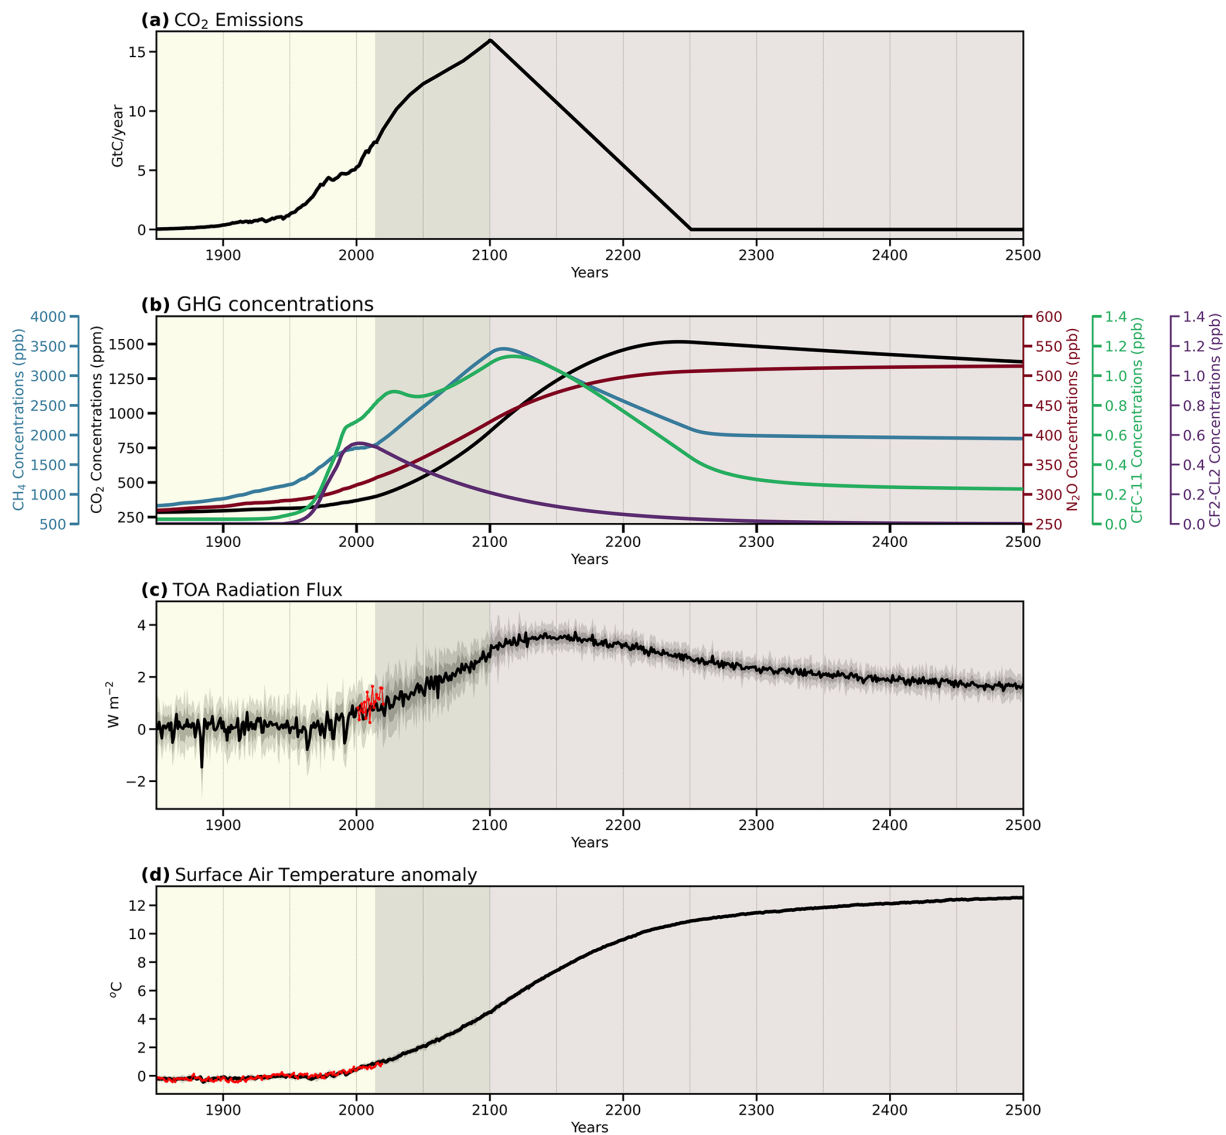 (a) CO₂ Emissions
GtC/year
15
10
5
0
1900 2000 2100 2200 2300 2400 2500
Years
(b) GHG concentrations
CH₄ Concentrations (ppb)
4000
3500
3000
2500
2000
1500
1000
500
CO₂ Concentrations (ppm)
1500
1250
1000
750
500
250
600
550
500
450
400
350
300
250
N₂O Concentrations (ppb)
1.4
1.2
1.0
0.8
0.6
0.4
0.2
0.0
CFC-11 Concentrations (ppb)
1.4
1.2
1.0
0.8
0.6
0.4
0.2
0.0
CF2-CL2 Concentrations (ppb)
1900 2000 2100 2200 2300 2400 2500
Years
(c) TOA Radiation Flux
W m⁻²
4
2
0
−2
1900 2000 2100 2200 2300 2400 2500
Years
(d) Surface Air Temperature anomaly
ºC
12
10
8
6
4
2
0
1900 2000 2100 2200 2300 2400 2500
Years